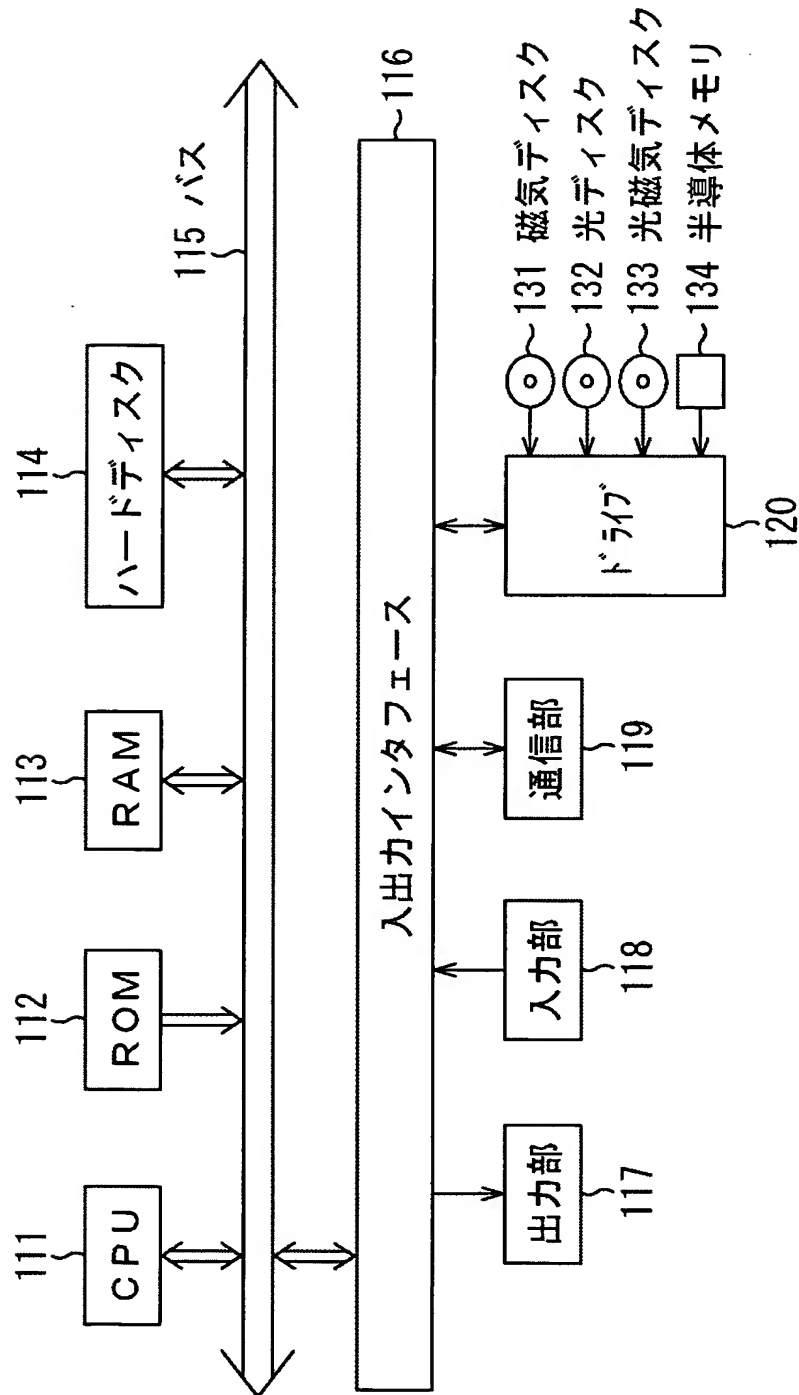 111
CPU
112
ROM
113
RAM
114
ハードディスク
115 バス
入出力インタフェース
116
出力部
117
入力部
118
通信部
119
ドライブ
120
131 磁気ディスク
132 光ディスク
133 光磁気ディスク
134 半導体メモリ